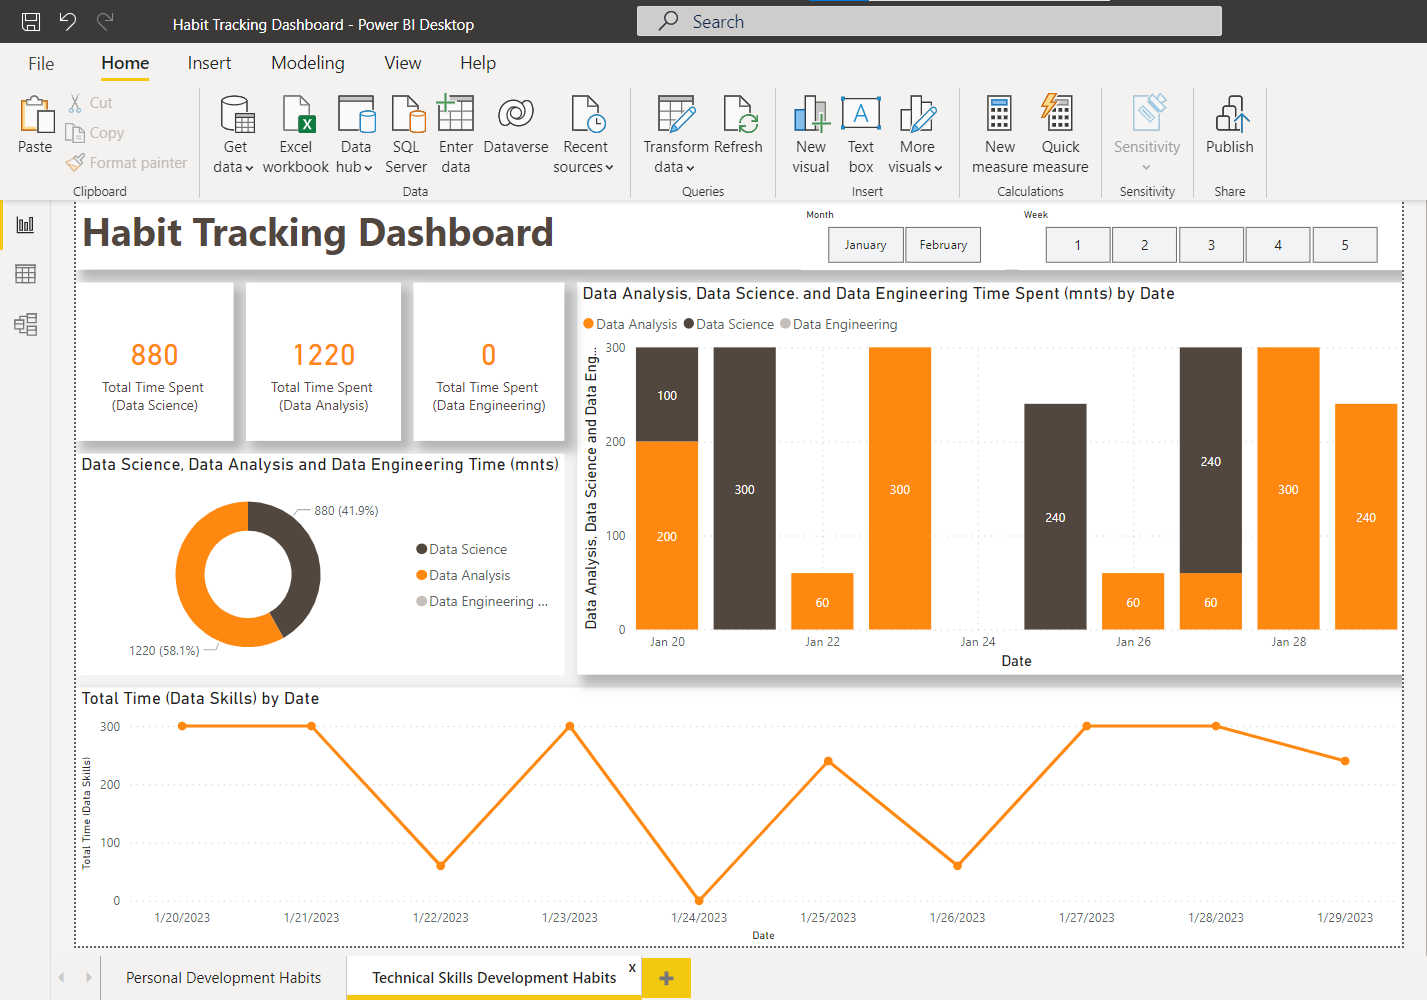 Habit Tracking Dashboard - Power BI Desktop
Search
File Home Insert Modeling View Help
Paste
Cut
Copy
Format painter
Clipboard
Get data
Excel workbook
Data hub
SQL Server
Enter data
Dataverse
Recent sources
Data
Transform data
Refresh
Queries
New visual
Text box
A
More visuals
Insert
New measure
Quick measure
Calculations
Sensitivity
Sensitivity
Publish
Share
Habit Tracking Dashboard
Month
January February
Week
1 2 3 4 5
880
Total Time Spent
(Data Science)
1220
Total Time Spent
(Data Analysis)
0
Total Time Spent
(Data Engineering)
Data Analysis, Data Science. and Data Engineering Time Spent (mnts) by Date
Data Analysis Data Science Data Engineering
Data Analysis, Data Science and Data Eng...
300
200
100
0
100
200
300
60
300
240
60
240
60
300
240
Jan 20 Jan 22 Jan 24 Jan 26 Jan 28
Date
Data Science, Data Analysis and Data Engineering Time (mnts)
880 (41.9%)
1220 (58.1%)
Data Science
Data Analysis
Data Engineering ...
Total Time (Data Skills) by Date
Total Time (Data Skills)
300
200
100
0
1/20/2023 1/21/2023 1/22/2023 1/23/2023 1/24/2023 1/25/2023 1/26/2023 1/27/2023 1/28/2023 1/29/2023
Date
Personal Development Habits
Technical Skills Development Habits
x